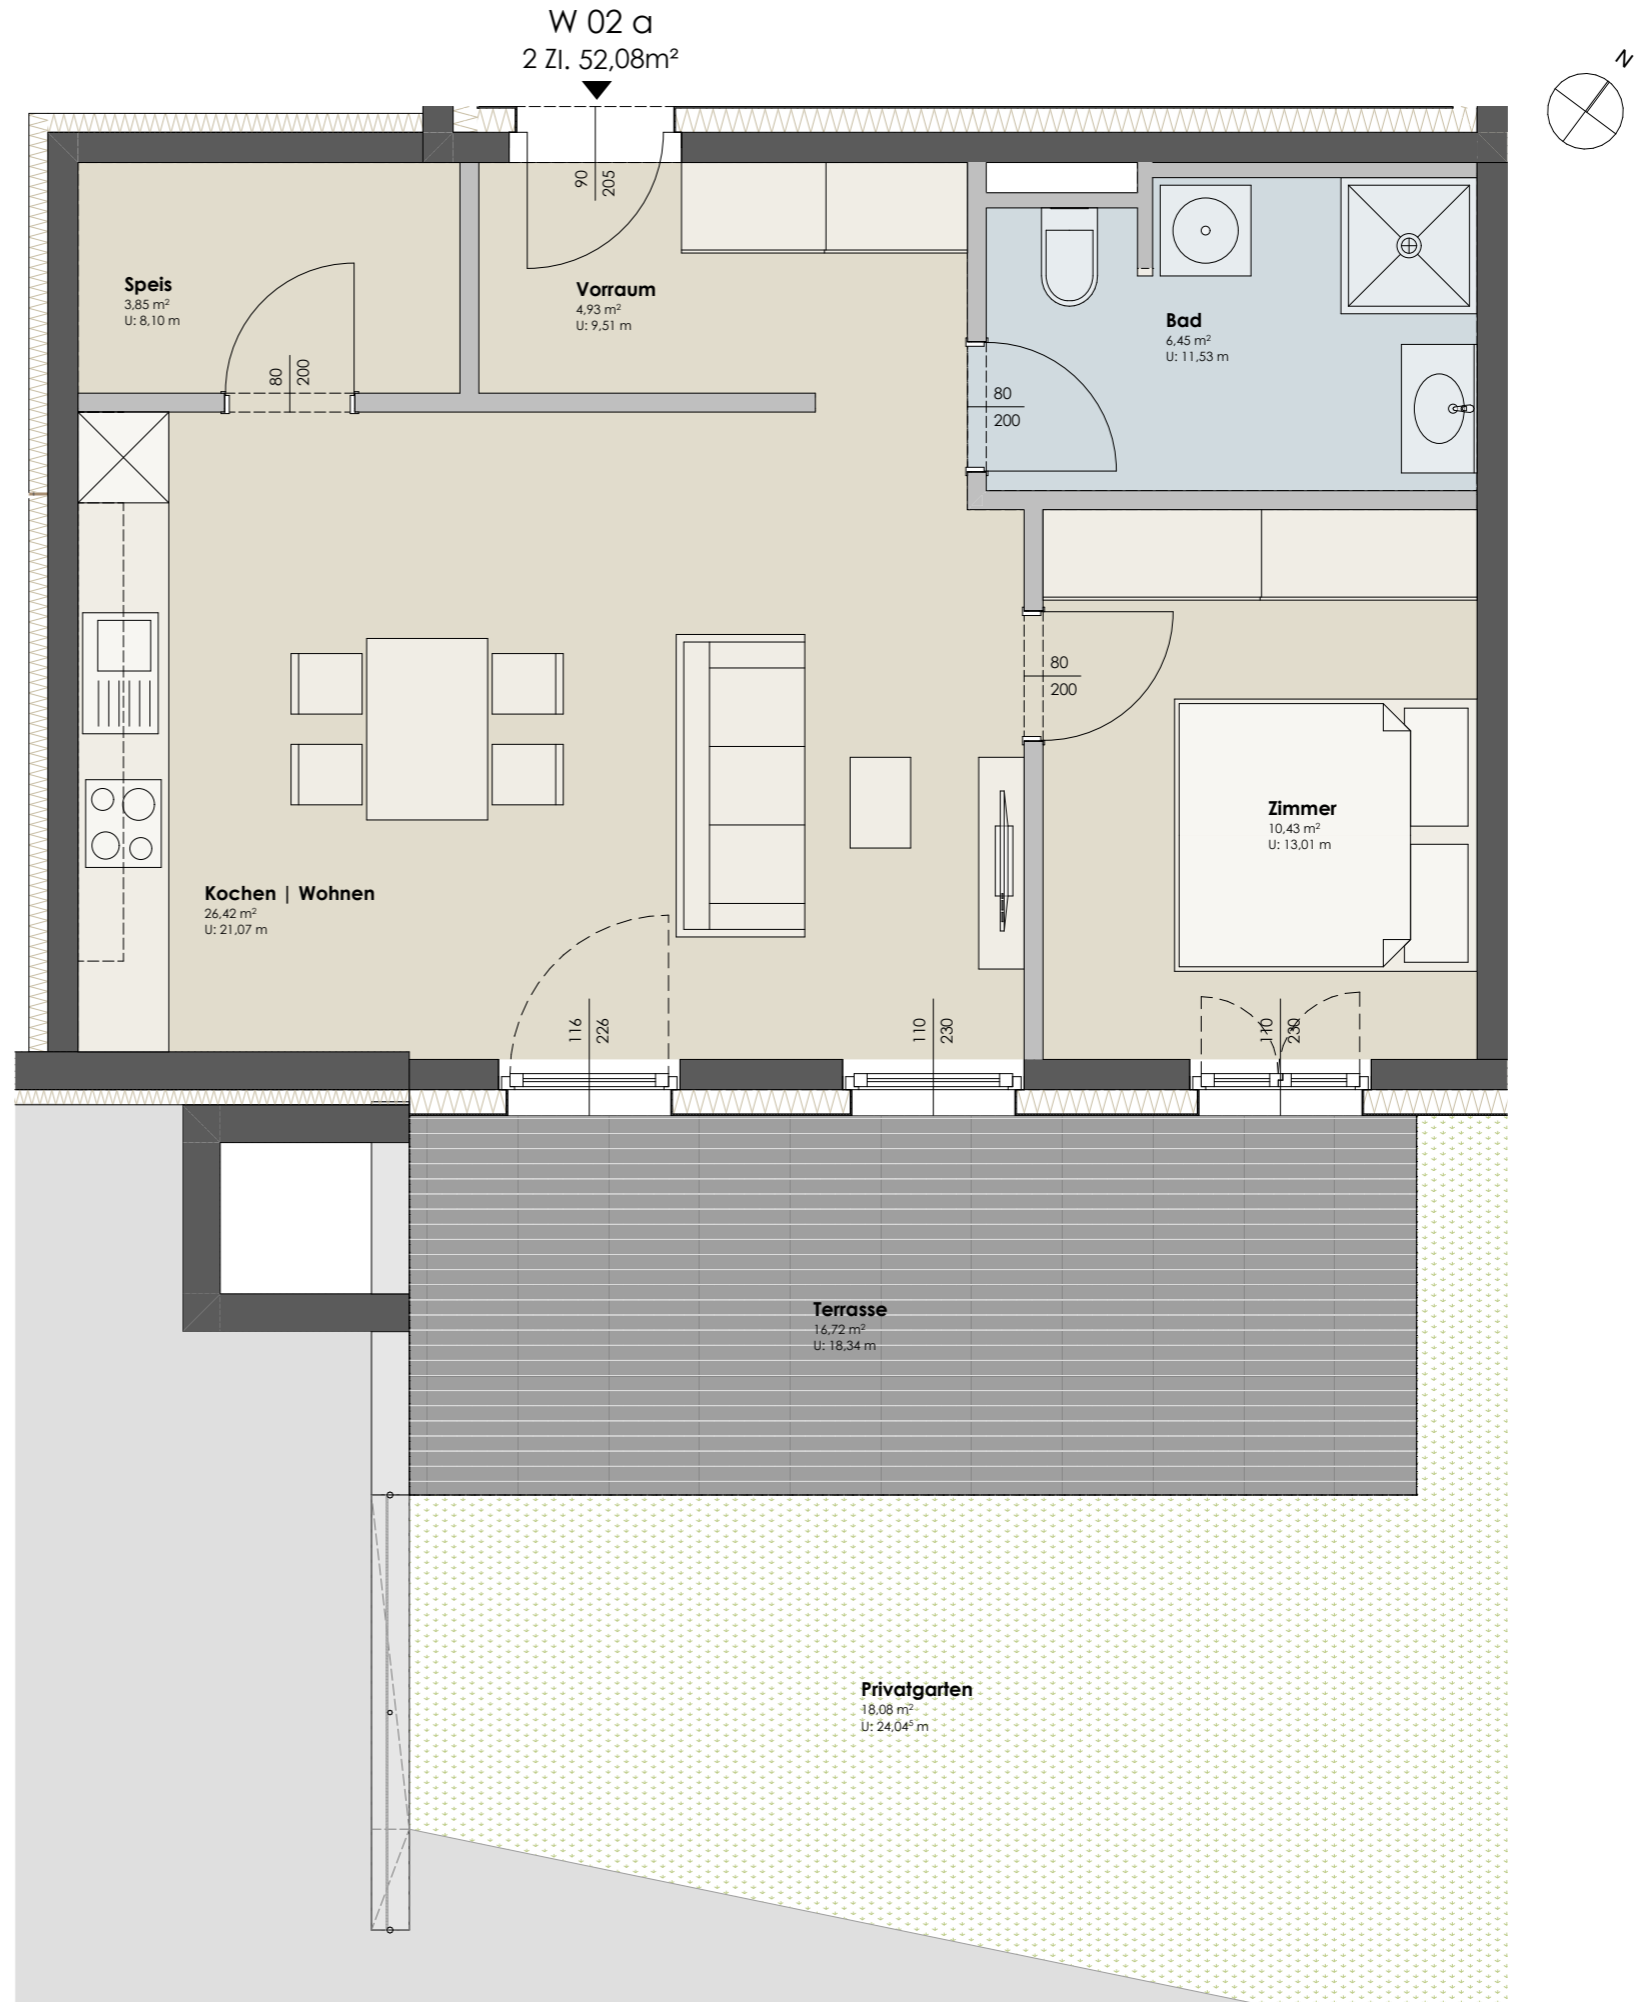 W 02 a
2 ZI. 52,08m²
N
90
205
Speis
3,85 m²
U: 8,10 m
Vorraum
4,93 m²
U: 9,51 m
Bad
6,45 m²
U: 11,53 m
80
200
80
200
80
200
Zimmer
10,43 m²
U: 13,01 m
Kochen | Wohnen
26,42 m²
U: 21,07 m
116
226
110
230
110
230
Terrasse
16,72 m²
U: 18,34 m
Privatgarten
18,08 m²
U: 24,04⁵ m